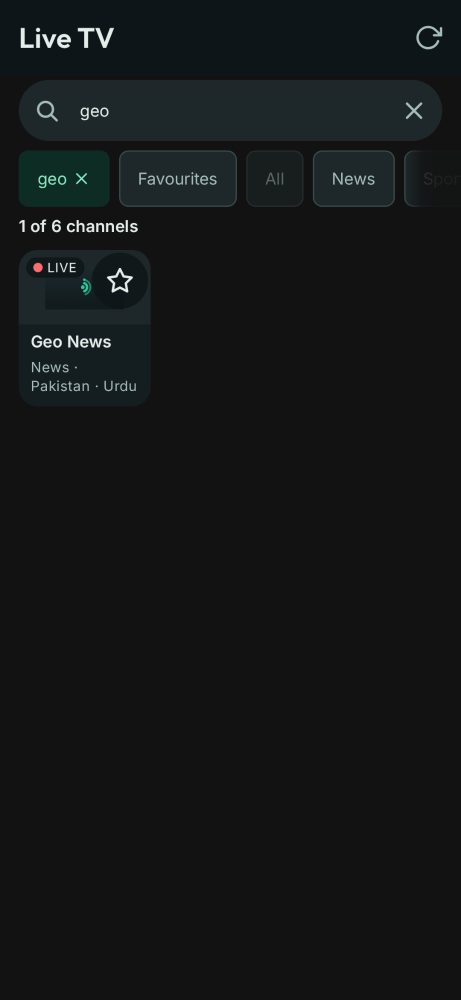 Live TV
geo
geo
Favourites
All
News
1 of 6 channels
LIVE
Geo News
News ·
Pakistan · Urdu